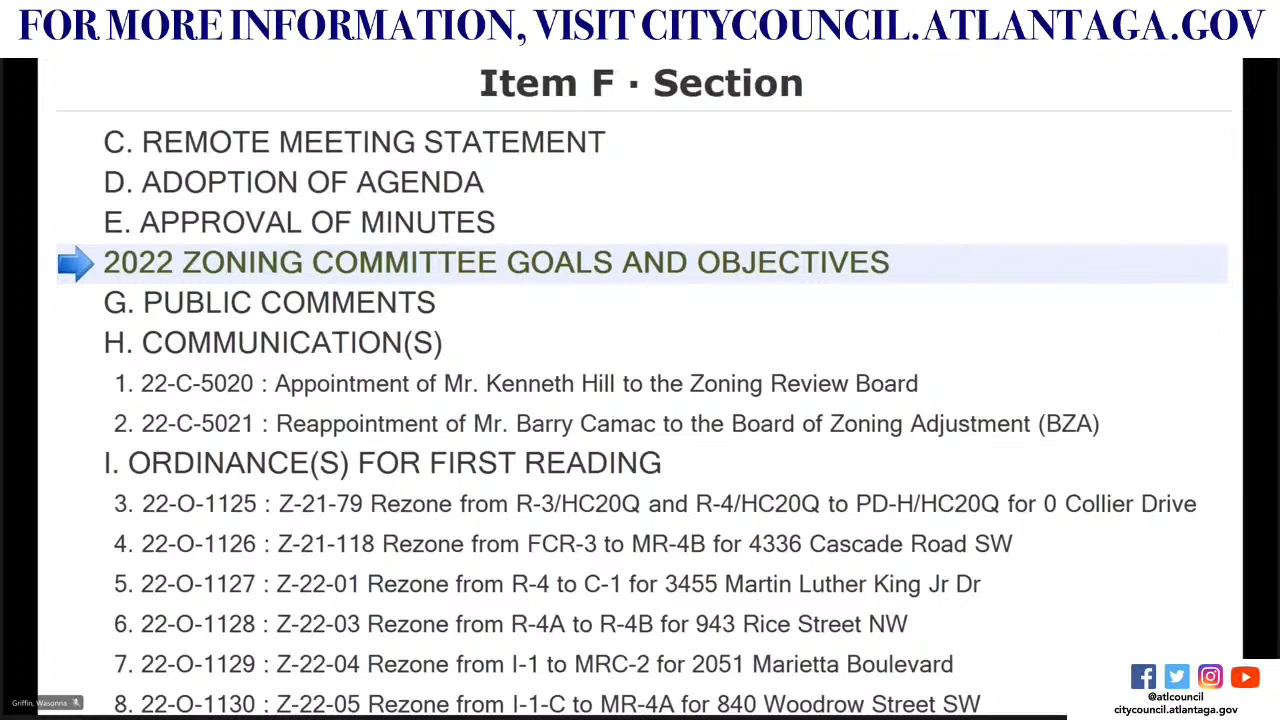 FOR MORE INFORMATION, VISIT CITYCOUNCIL.ATLANTAGA.GOV
Item F · Section
C. REMOTE MEETING STATEMENT
D. ADOPTION OF AGENDA
E. APPROVAL OF MINUTES
2022 ZONING COMMITTEE GOALS AND OBJECTIVES
G. PUBLIC COMMENTS
H. COMMUNICATION(S)
1. 22-C-5020 : Appointment of Mr. Kenneth Hill to the Zoning Review Board
2. 22-C-5021 : Reappointment of Mr. Barry Camac to the Board of Zoning Adjustment (BZA)
I. ORDINANCE(S) FOR FIRST READING
3. 22-O-1125 : Z-21-79 Rezone from R-3/HC20Q and R-4/HC20Q to PD-H/HC20Q for 0 Collier Drive
4. 22-O-1126 : Z-21-118 Rezone from FCR-3 to MR-4B for 4336 Cascade Road SW
5. 22-O-1127 : Z-22-01 Rezone from R-4 to C-1 for 3455 Martin Luther King Jr Dr
6. 22-O-1128 : Z-22-03 Rezone from R-4A to R-4B for 943 Rice Street NW
7. 22-O-1129 : Z-22-04 Rezone from I-1 to MRC-2 for 2051 Marietta Boulevard
8. 22-O-1130 : Z-22-05 Rezone from I-1-C to MR-4A for 840 Woodrow Street SW
Griffin, Wasonna
@atlcouncil
citycouncil.atlantaga.gov